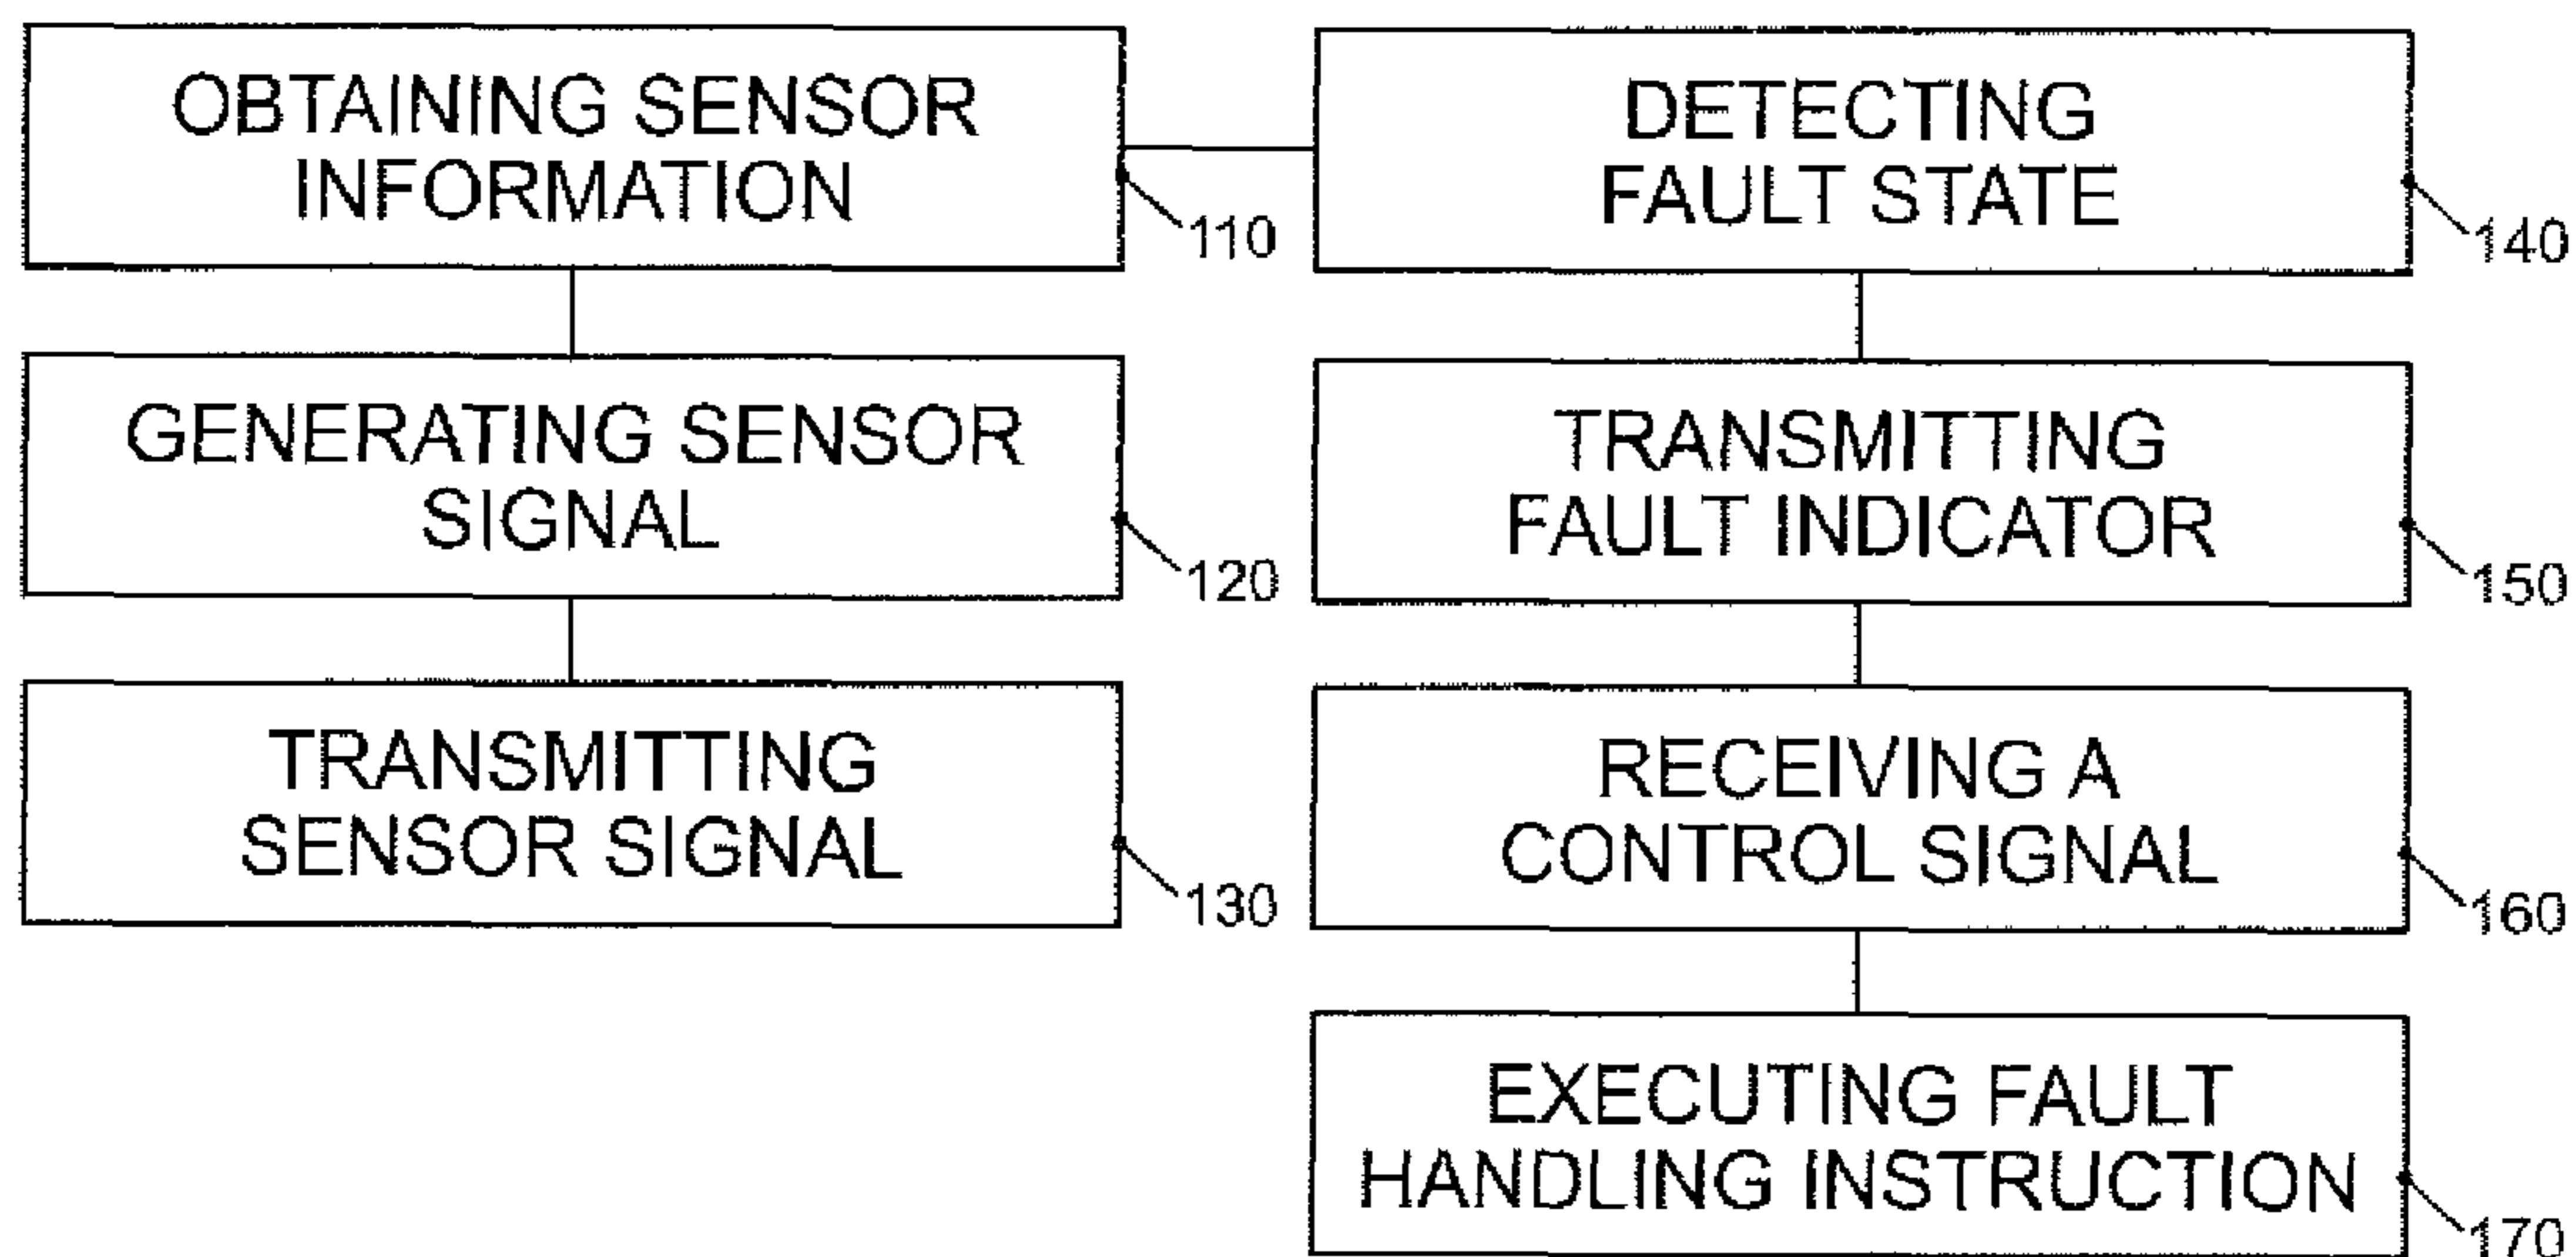 OBTAINING SENSOR
INFORMATION
110
GENERATING SENSOR
SIGNAL
120
TRANSMITTING
SENSOR SIGNAL
130
DETECTING
FAULT STATE
140
TRANSMITTING
FAULT INDICATOR
150
RECEIVING A
CONTROL SIGNAL
160
EXECUTING FAULT
HANDLING INSTRUCTION
170